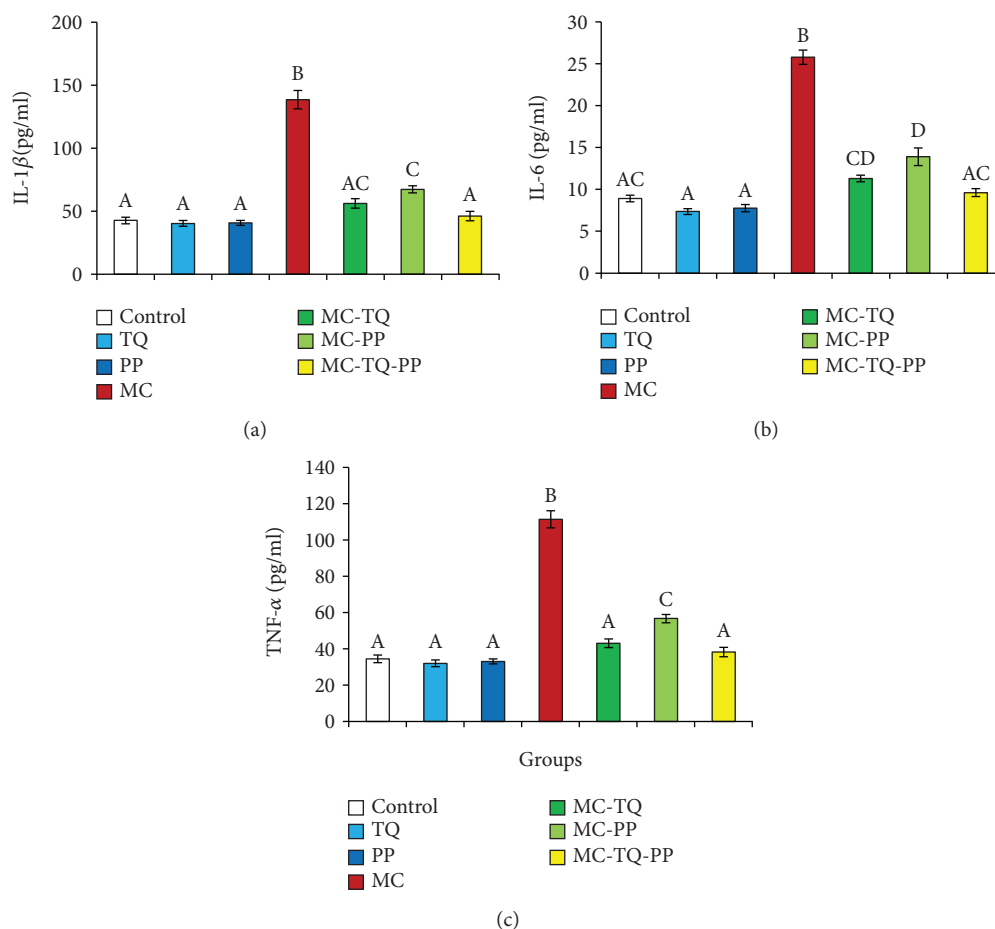 200
150
100
50
0
IL-1β(pg/ml)
A
A
A
B
AC
C
A
Control
TQ
PP
MC
MC-TQ
MC-PP
MC-TQ-PP
(a)
30
25
20
15
10
5
0
IL-6 (pg/ml)
AC
A
A
B
CD
D
AC
Control
TQ
PP
MC
MC-TQ
MC-PP
MC-TQ-PP
(b)
140
120
100
80
60
40
20
0
TNF-α (pg/ml)
A
A
A
B
A
C
A
Groups
Control
TQ
PP
MC
MC-TQ
MC-PP
MC-TQ-PP
(c)